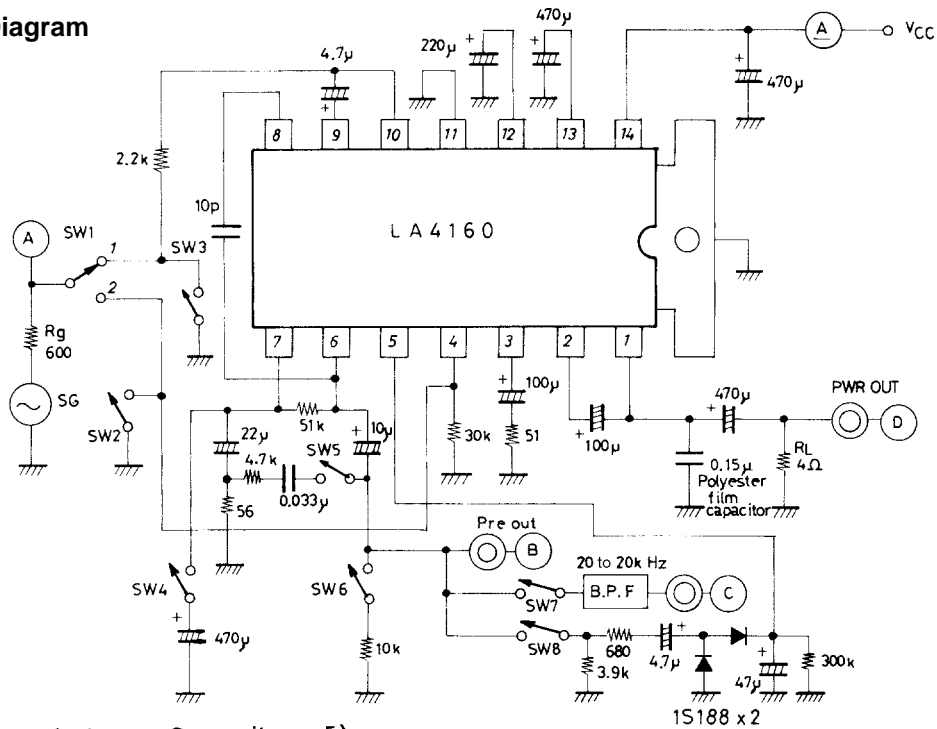 Diagram
470μ
A
VCC
220μ
4.7μ
470μ
8
9
10
11
12
13
14
2.2k
10p
LA4160
A
SW1
1
SW3
2
Rg
600
7
6
5
4
3
2
1
SG
100μ
470μ
PWR OUT
D
SW2
51k
10μ
22μ
SW5
30k
51
100μ
RL
4Ω
4.7k
0.033μ
0.15μ
Polyester
film
capacitor
56
Pre out
B
20 to 20k Hz
SW4
SW6
SW7
B.P.F
C
470μ
10k
SW8
680
3.9k
4.7μ
47μ
300k
1S188 x 2